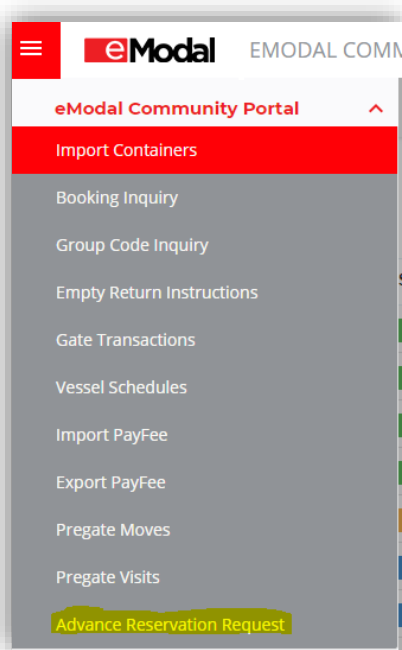 eModal EMODAL COMM
eModal Community Portal
Import Containers
Booking Inquiry
Group Code Inquiry
Empty Return Instructions
Gate Transactions
Vessel Schedules
Import PayFee
Export PayFee
Pregate Moves
Pregate Visits
Advance Reservation Request